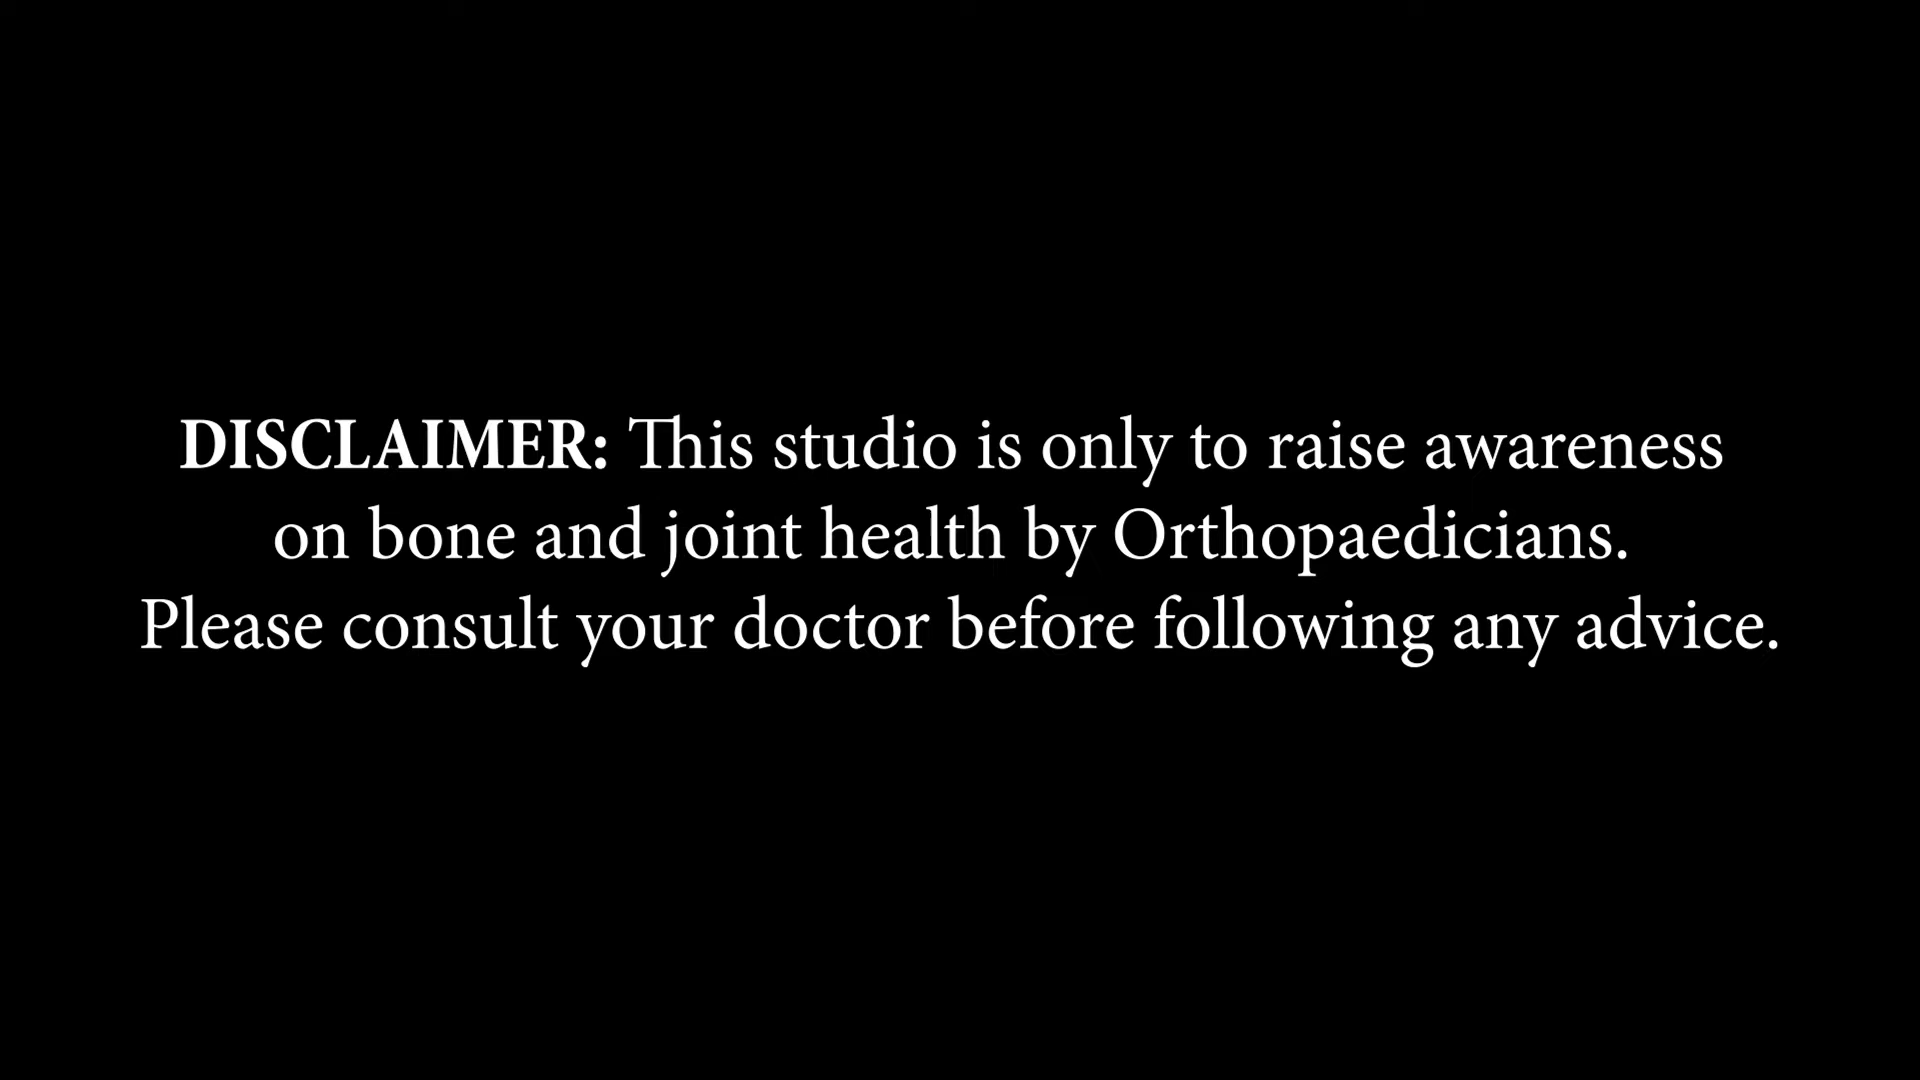 DISCLAIMER: This studio is only to raise awareness
on bone and joint health by Orthopaedicians.
Please consult your doctor before following any advice.